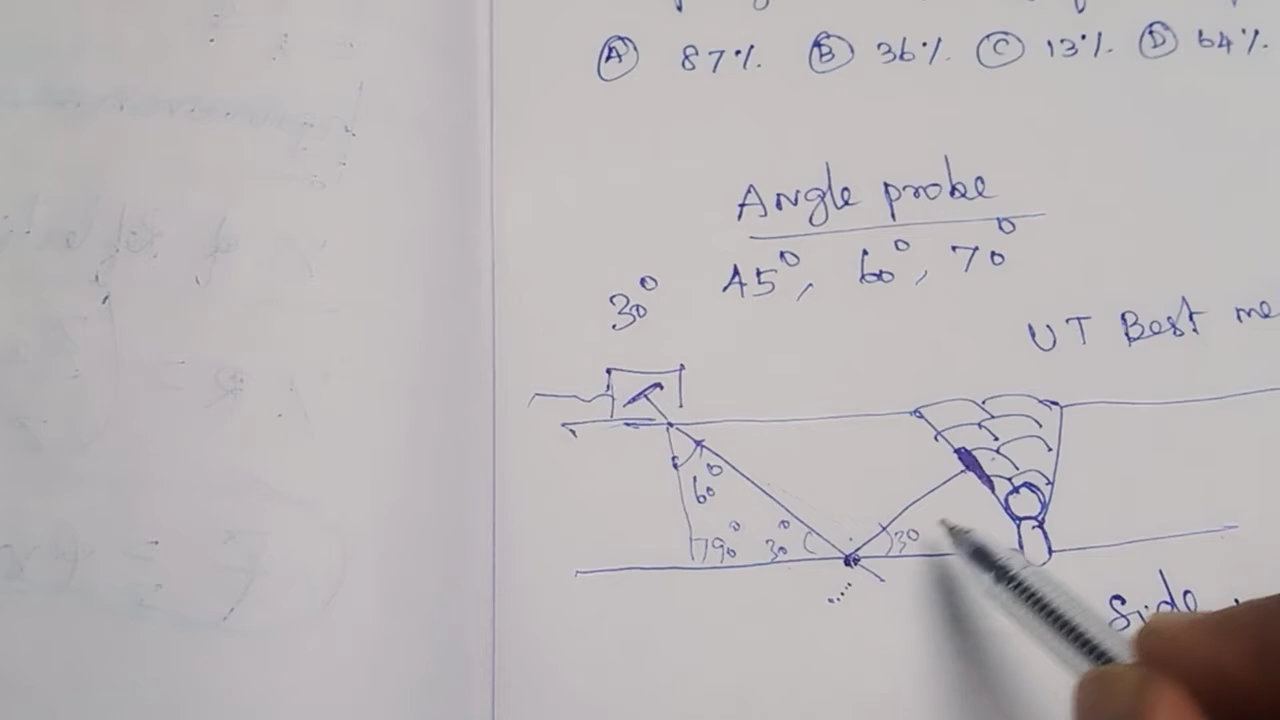 Ⓐ 87% Ⓑ 36% Ⓒ 13% Ⓓ 64%
Angle probe
45°, 60°, 70°
30°
UT Best me
60°
90° 30° 30
Side